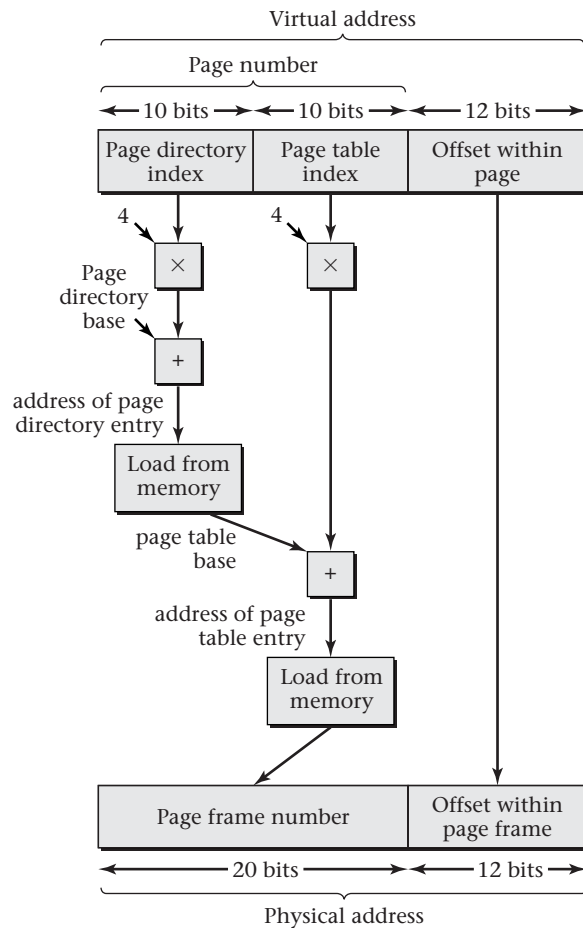 Virtual address
Page number
10 bits
10 bits
12 bits
Page directory
index
Page table
index
Offset within
page
4
×
4
×
Page
directory
base
+
address of page
directory entry
Load from
memory
page table
base
+
address of page
table entry
Load from
memory
Page frame number
Offset within
page frame
20 bits
12 bits
Physical address